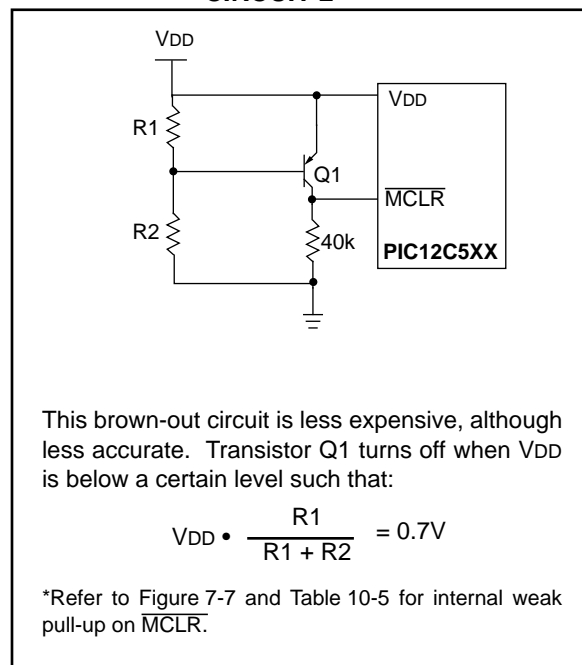 VDD
VDD
R1
Q1
MCLR
R2
40k
PIC12C5XX
This brown-out circuit is less expensive, although
less accurate. Transistor Q1 turns off when VDD
is below a certain level such that:
VDD • R1 / R1 + R2 = 0.7V
*Refer to Figure 7-7 and Table 10-5 for internal weak
pull-up on MCLR.